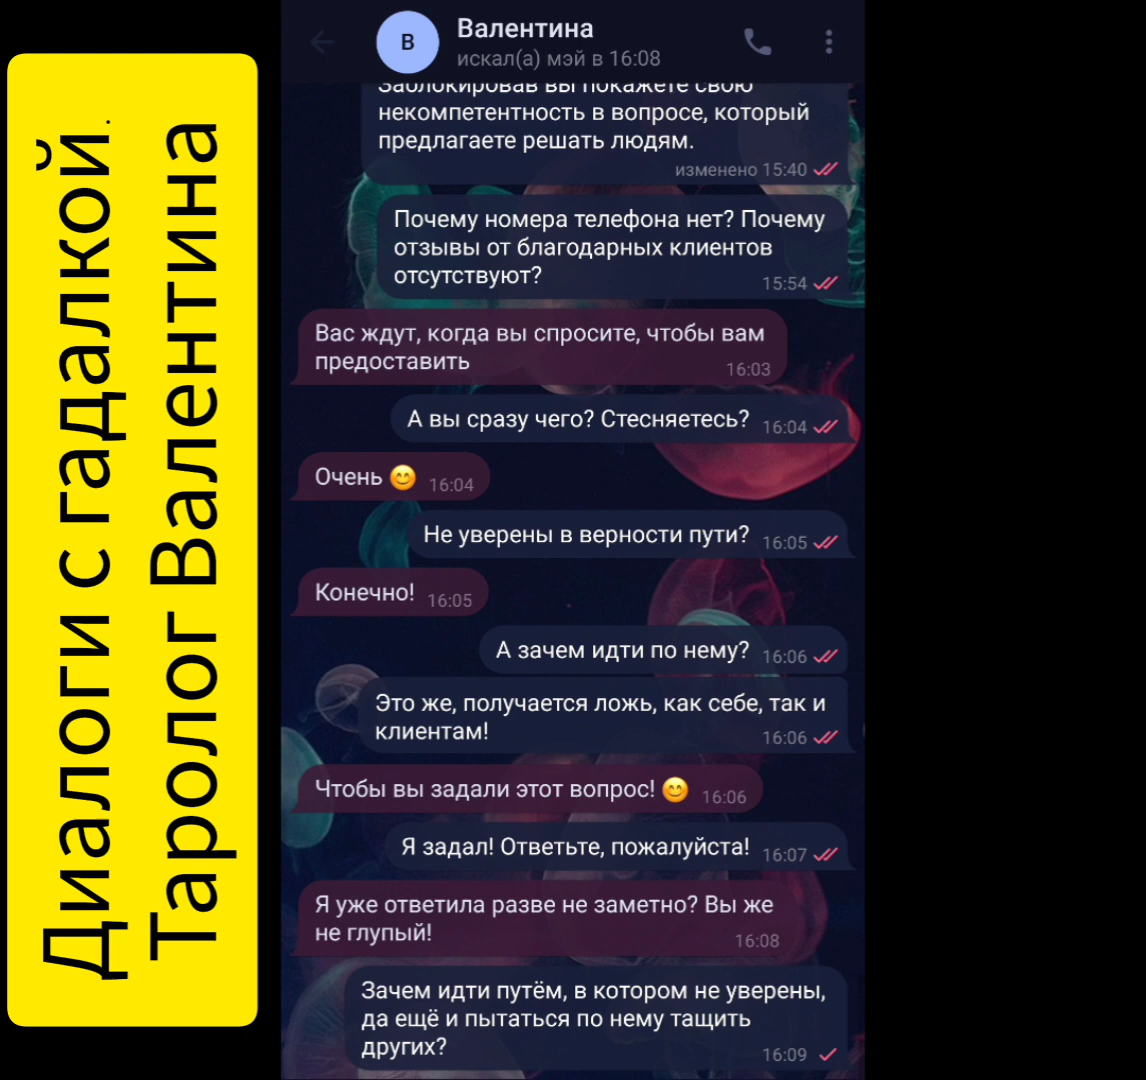 Диалоги с гадалкой.
Таролог Валентина
В
Валентина
искал(а) мэй в 16:08
Заблокировав вы покажете свою
некомпетентность в вопросе, который
предлагаете решать людям.
изменено 15:40
Почему номера телефона нет? Почему
отзывы от благодарных клиентов
отсутствуют?
15:54
Вас ждут, когда вы спросите, чтобы вам
предоставить
16:03
А вы сразу чего? Стесняетесь? 16:04
Очень 😊 16:04
Не уверены в верности пути? 16:05
Конечно! 16:05
А зачем идти по нему? 16:06
Это же, получается ложь, как себе, так и
клиентам!
16:06
Чтобы вы задали этот вопрос! 😊 16:06
Я задал! Ответьте, пожалуйста! 16:07
Я уже ответила разве не заметно? Вы же
не глупый!
16:08
Зачем идти путём, в котором не уверены,
да ещё и пытаться по нему тащить
других?
16:09